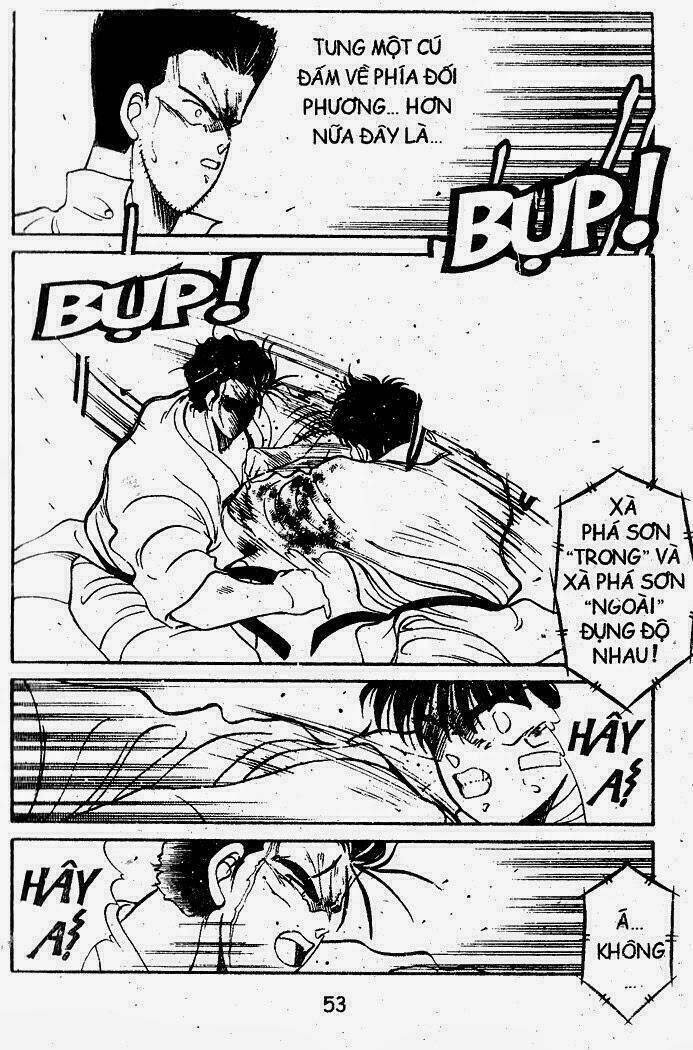 TUNG MỘT CÚ
ĐẤM VỀ PHÍA ĐỐI
PHƯƠNG... HƠN
NỮA ĐÂY LÀ...
BỤP!
BỤP!
XÀ
PHÁ SƠN
"TRONG" VÀ
XÀ PHÁ SƠN
"NGOÀI"
ĐỤNG ĐỘ
NHAU!
HÂY
A!
HÂY
A!
Á...
KHÔNG
...
53